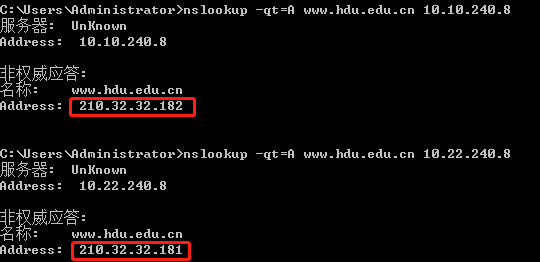 C:\Users\Administrator>nslookup -qt=A www.hdu.edu.cn 10.10.240.8
服务器:  UnKnown
Address:  10.10.240.8
非权威应答:
名称:    www.hdu.edu.cn
Address:  210.32.32.182
C:\Users\Administrator>nslookup -qt=A www.hdu.edu.cn 10.22.240.8
服务器:  UnKnown
Address:  10.22.240.8
非权威应答:
名称:    www.hdu.edu.cn
Address:  210.32.32.181